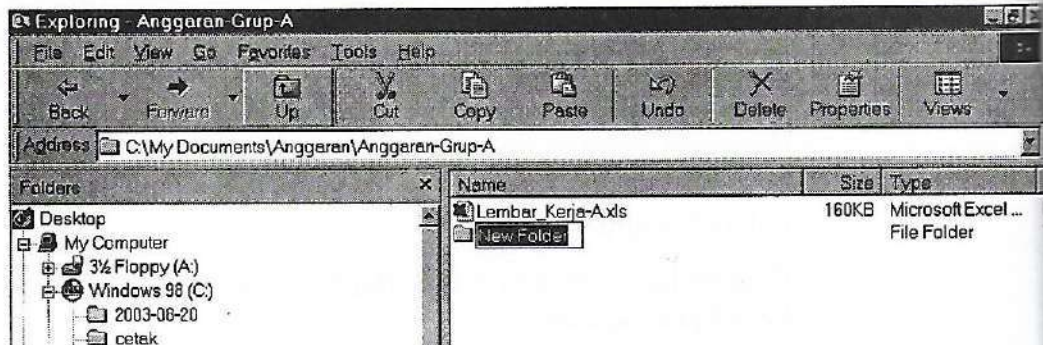 Exploring - Anggaran-Grup-A
File Edit View Go Favorites Tools Help
Back Forward Up Cut Copy Paste Undo Delete Properties Views
Address C:\My Documents\Anggaran\Anggaran-Grup-A
Folders
Name Size Type
Desktop
Lembar_Kerja-A.xls 160KB Microsoft Excel ...
My Computer
New Folder File Folder
3½ Floppy (A:)
Windows 98 (C:)
2003-06-20
cetak